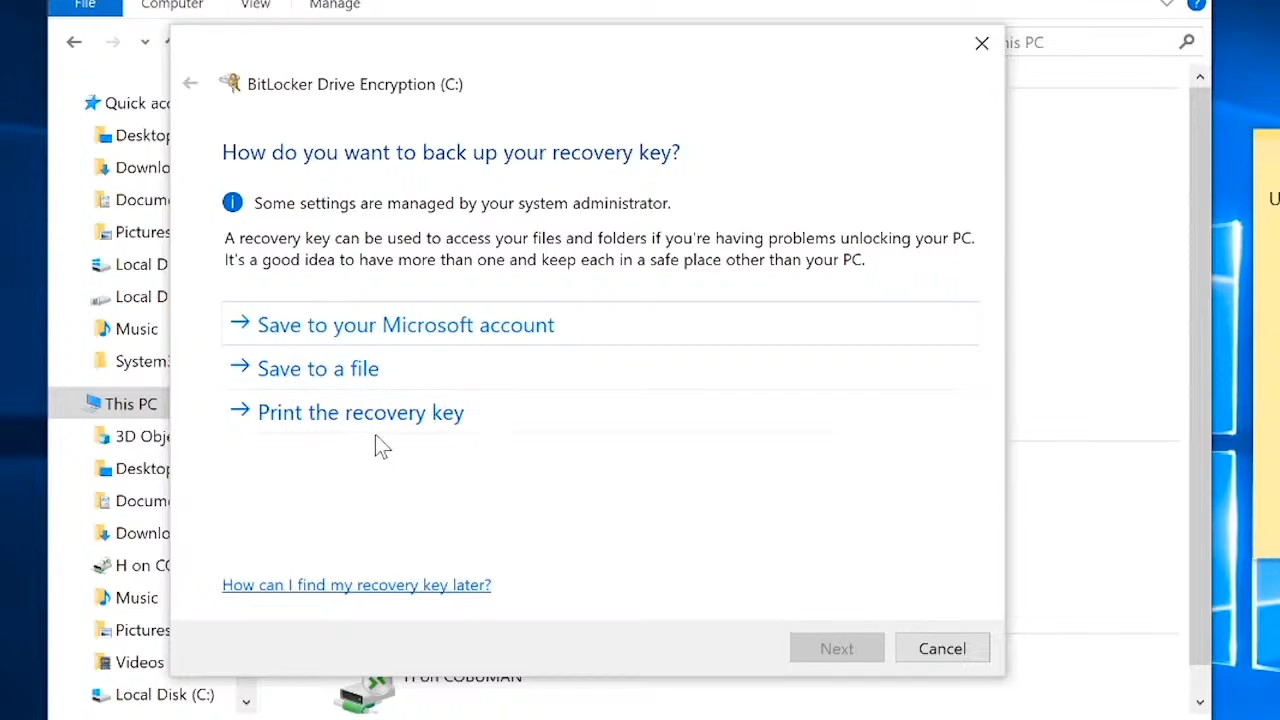 File
Computer
View
Manage
?
his PC
BitLocker Drive Encryption (C:)
How do you want to back up your recovery key?
i
Some settings are managed by your system administrator.
A recovery key can be used to access your files and folders if you're having problems unlocking your PC.
It's a good idea to have more than one and keep each in a safe place other than your PC.
Save to your Microsoft account
Save to a file
Print the recovery key
How can I find my recovery key later?
Next
Cancel
Quick acc
Desktop
Downlo
Docum
Pictures
Local D
Local D
Music
System
This PC
3D Obje
Desktop
Docum
Downlo
H on CO
Music
Pictures
Videos
Local Disk (C:)
H on COBUMAN
U